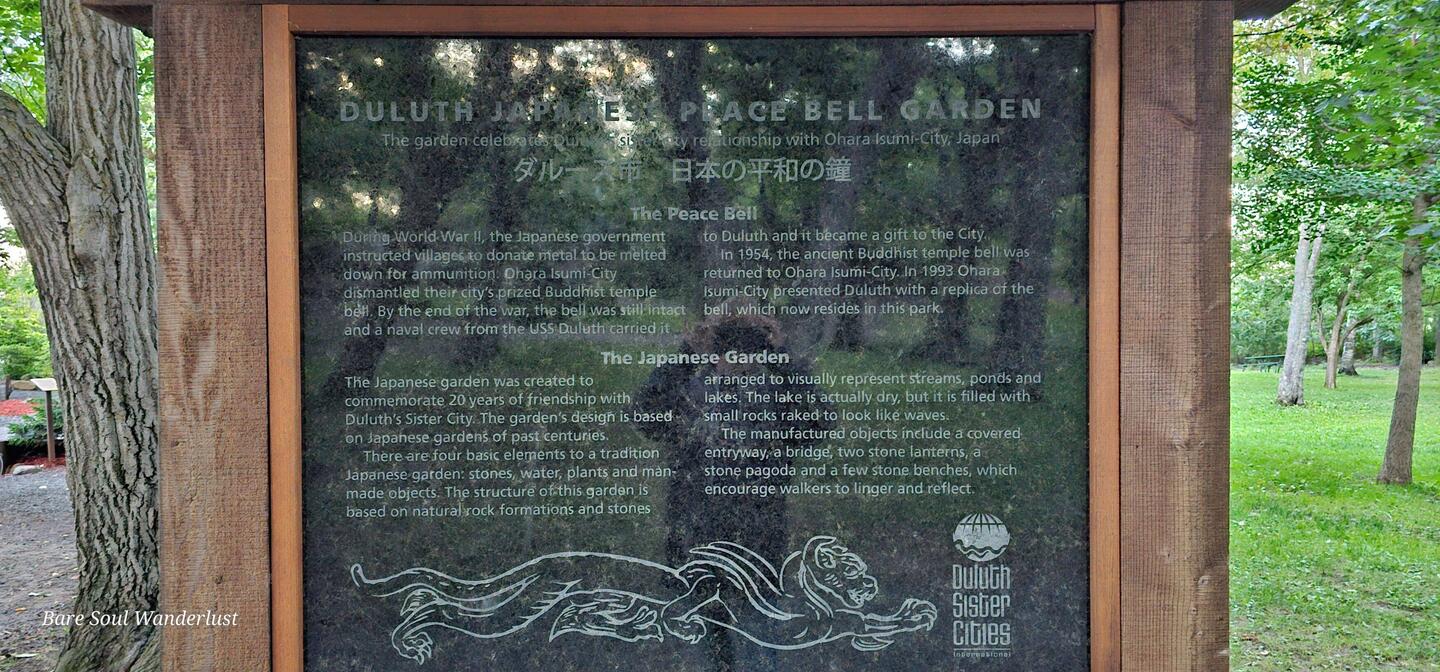 DULUTH JAPANESE PEACE BELL GARDEN
The garden celebrates Duluth's sister city relationship with Ohara Isumi-City, Japan
ダルース市 日本の平和の鐘
The Peace Bell
During World War II, the Japanese government
instructed villages to donate metal to be melted
down for ammunition. Ohara Isumi-City
dismantled their city's prized Buddhist temple
bell. By the end of the war, the bell was still intact
and a naval crew from the USS Duluth carried it
to Duluth and it became a gift to the City.
In 1954, the ancient Buddhist temple bell was
returned to Ohara Isumi-City. In 1993 Ohara
Isumi-City presented Duluth with a replica of the
bell, which now resides in this park.
The Japanese Garden
The Japanese garden was created to
commemorate 20 years of friendship with
Duluth's Sister City. The garden's design is based
on Japanese gardens of past centuries.
There are four basic elements to a tradition
Japanese garden: stones, water, plants and man-
made objects. The structure of this garden is
based on natural rock formations and stones
arranged to visually represent streams, ponds and
lakes. The lake is actually dry, but it is filled with
small rocks raked to look like waves.
The manufactured objects include a covered
entryway, a bridge, two stone lanterns, a
stone pagoda and a few stone benches, which
encourage walkers to linger and reflect.
Duluth
Sister
Cities
International
Bare Soul Wanderlust